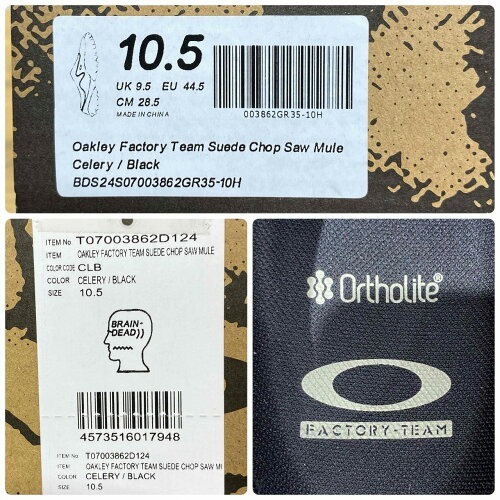 10.5
UK 9.5 EU 44.5
CM 28.5
MADE IN CHINA
003862GR35-10H
Oakley Factory Team Suede Chop Saw Mule
Celery / Black
BDS24S07003862GR35-10H
ITEM No. T07003862D124
ITEM OAKLEY FACTORY TEAM SUEDE CHOP SAW MULE
COLOR CODE CLB
COLOR CELERY / BLACK
SIZE 10.5
BRAIN-
DEAD))
4573516017948
ITEM No. T07003862D124
ITEM OAKLEY FACTORY TEAM SUEDE CHOP SAW MU
COLOR CELERY / BLACK
SIZE 10.5
Ortholite®
FACTORY-TEAM